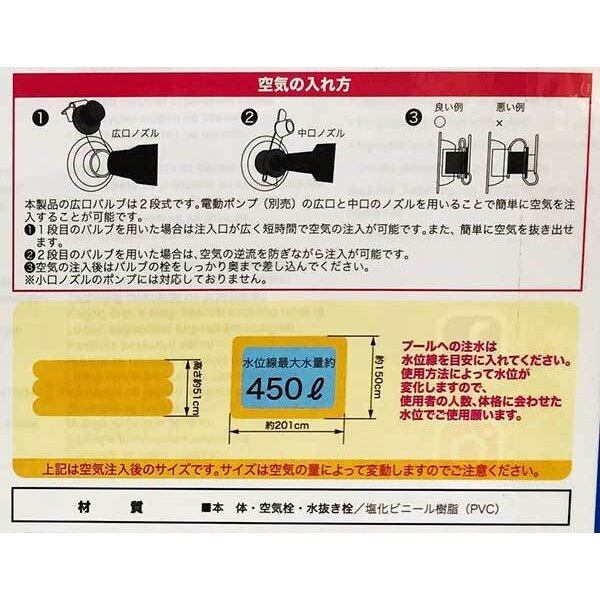 空気の入れ方
❶ 広口ノズル
❷ 中口ノズル
❸ 良い例 悪い例
○ ×
本製品の広口バルブは2段式です。電動ポンプ（別売）の広口と中口のノズルを用いることで簡単に空気を注
入することが可能です。
❶1段目のバルブを用いた場合は注入口が広く短時間で空気の注入が可能です。また、簡単に空気を抜き出せ
ます。
❷2段目のバルブを用いた場合は、空気の逆流を防ぎながら注入が可能です。
❸空気の注入後はバルブの栓をしっかり奥まで差し込んでください。
※小口ノズルのポンプには対応しておりません。
高さ約51cm
水位線最大水量約
450ℓ
約150cm
約201cm
プールへの注水は
水位線を目安に入れてください。
使用方法によって水位が
変化しますので、
使用者の人数、体格に合わせた
水位でご使用願います。
上記は空気注入後のサイズです。サイズは空気の量によって変動しますのでご注意ください。
材 質 ■本 体・空気栓・水抜き栓／塩化ビニール樹脂（PVC）